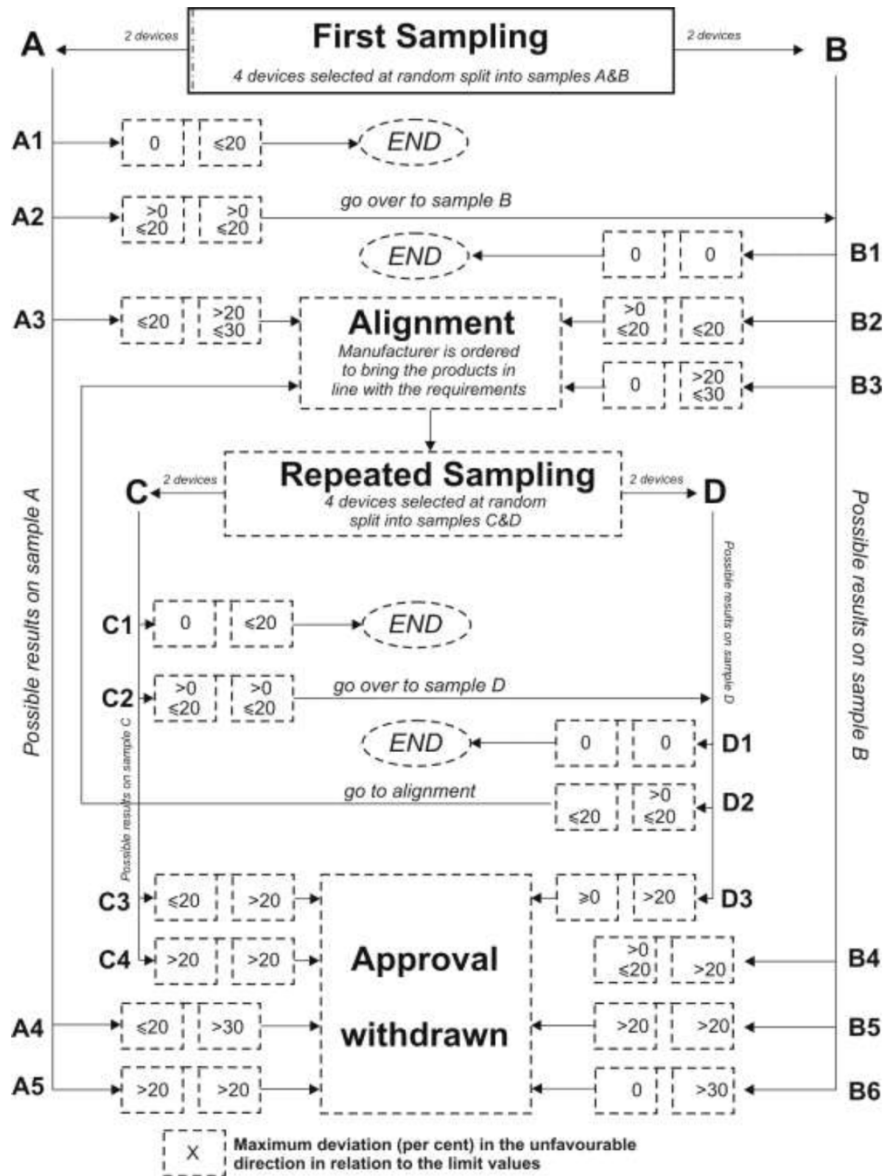 A
2 devices
First Sampling
2 devices
B
4 devices selected at random split into samples A&B
A1
0
⩽20
END
A2
>0
⩽20
>0
⩽20
go over to sample B
END
0
0
B1
A3
⩽20
>20
⩽30
Alignment
Manufacturer is ordered
to bring the products in
line with the requirements
>0
⩽20
⩽20
B2
0
>20
⩽30
B3
C
2 devices
Repeated Sampling
4 devices selected at random
split into samples C&D
2 devices
D
Possible results on sample A
Possible results on sample D
Possible results on sample B
C1
0
⩽20
END
C2
>0
⩽20
>0
⩽20
go over to sample D
Possible results on sample C
END
0
0
D1
go to alignment
⩽20
>0
⩽20
D2
C3
⩽20
>20
Approval
withdrawn
⩾0
>20
D3
C4
>20
>20
>0
⩽20
>20
B4
A4
⩽20
>30
>20
>20
B5
A5
>20
>20
0
>30
B6
X
Maximum deviation (per cent) in the unfavourable
direction in relation to the limit values